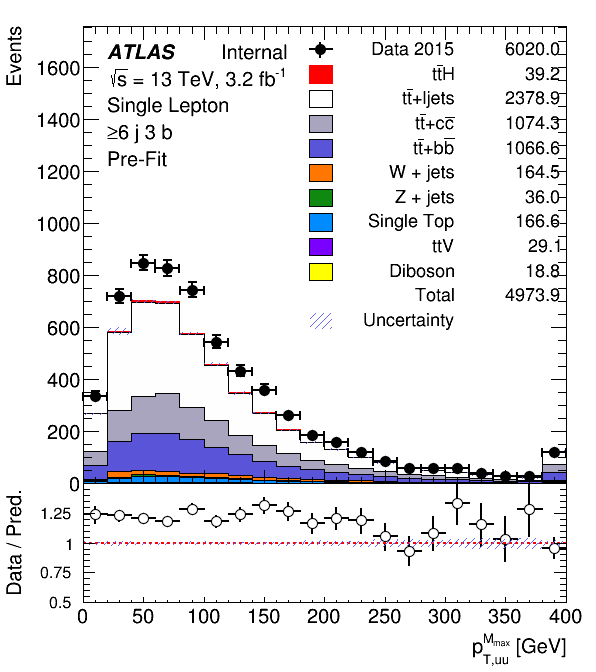 Events
1600
1400
1200
1000
800
600
400
200
0
ATLAS Internal
√s = 13 TeV, 3.2 fb⁻¹
Single Lepton
≥6 j 3 b
Pre-Fit
Data 2015 6020.0
tt̄H 39.2
tt̄+ljets 2378.9
tt̄+cc̄ 1074.3
tt̄+bb̄ 1066.6
W + jets 164.5
Z + jets 36.0
Single Top 166.6
ttV 29.1
Diboson 18.8
Total 4973.9
Uncertainty
Data / Pred.
1.25
1
0.75
0.5
0 50 100 150 200 250 300 350 400
p_{T,uu}^{M_{max}} [GeV]